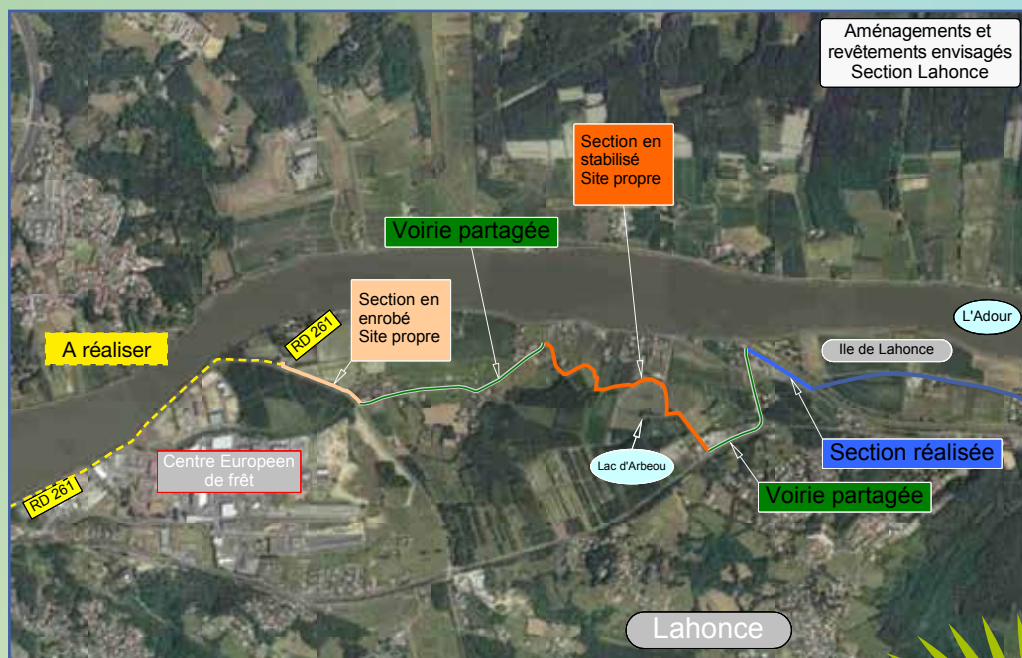 Aménagements et
revêtements envisagés
Section Lahonce
Section en
stabilisé
Site propre
Voirie partagée
Section en
enrobé
Site propre
RD 261
A réaliser
L'Adour
Ile de Lahonce
Section réalisée
Lac d'Arbeou
Centre Europeen
de frêt
RD 261
Voirie partagée
Lahonce